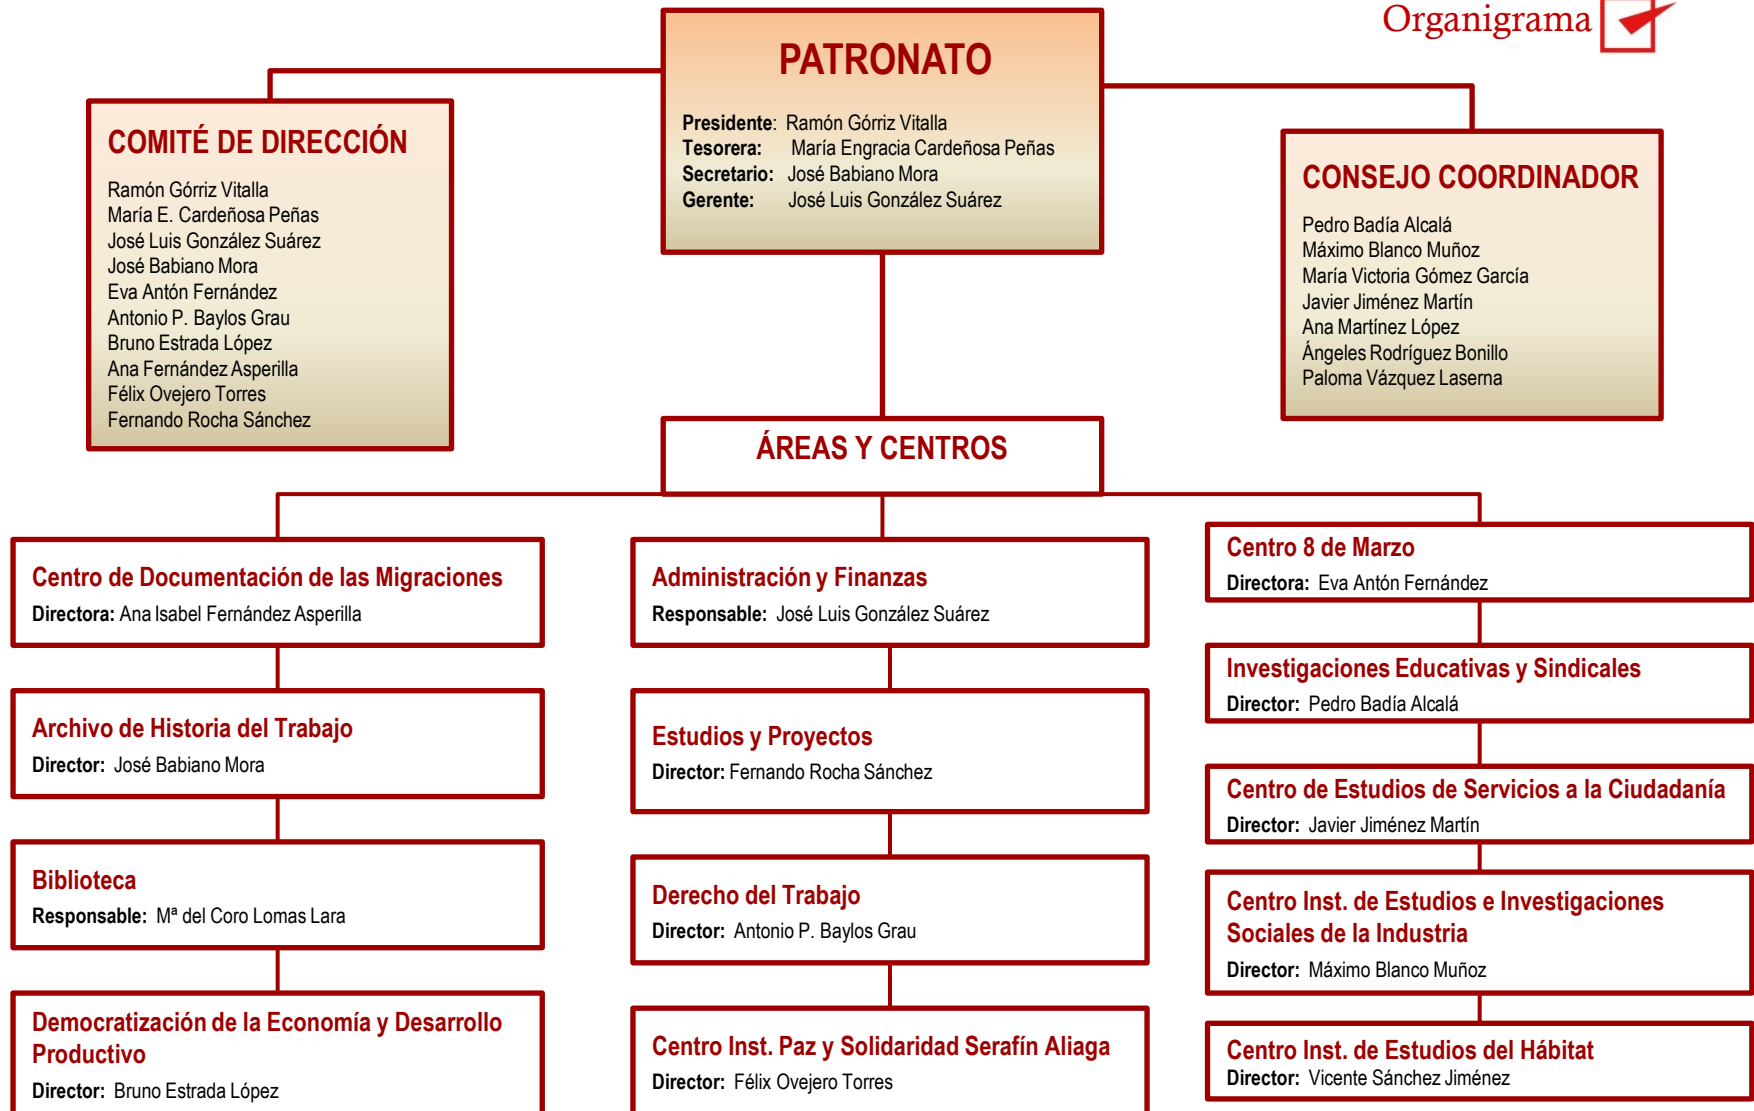 Organigrama
PATRONATO
Presidente: Ramón Górriz Vitalla
Tesorera: María Engracia Cardeñosa Peñas
Secretario: José Babiano Mora
Gerente: José Luis González Suárez
COMITÉ DE DIRECCIÓN
Ramón Górriz Vitalla
María E. Cardeñosa Peñas
José Luis González Suárez
José Babiano Mora
Eva Antón Fernández
Antonio P. Baylos Grau
Bruno Estrada López
Ana Fernández Asperilla
Félix Ovejero Torres
Fernando Rocha Sánchez
CONSEJO COORDINADOR
Pedro Badía Alcalá
Máximo Blanco Muñoz
María Victoria Gómez García
Javier Jiménez Martín
Ana Martínez López
Ángeles Rodríguez Bonillo
Paloma Vázquez Laserna
ÁREAS Y CENTROS
Centro de Documentación de las Migraciones
Directora: Ana Isabel Fernández Asperilla
Archivo de Historia del Trabajo
Director: José Babiano Mora
Biblioteca
Responsable: Mª del Coro Lomas Lara
Democratización de la Economía y Desarrollo
Productivo
Director: Bruno Estrada López
Administración y Finanzas
Responsable: José Luis González Suárez
Estudios y Proyectos
Director: Fernando Rocha Sánchez
Derecho del Trabajo
Director: Antonio P. Baylos Grau
Centro Inst. Paz y Solidaridad Serafín Aliaga
Director: Félix Ovejero Torres
Centro 8 de Marzo
Directora: Eva Antón Fernández
Investigaciones Educativas y Sindicales
Director: Pedro Badía Alcalá
Centro de Estudios de Servicios a la Ciudadanía
Director: Javier Jiménez Martín
Centro Inst. de Estudios e Investigaciones
Sociales de la Industria
Director: Máximo Blanco Muñoz
Centro Inst. de Estudios del Hábitat
Director: Vicente Sánchez Jiménez